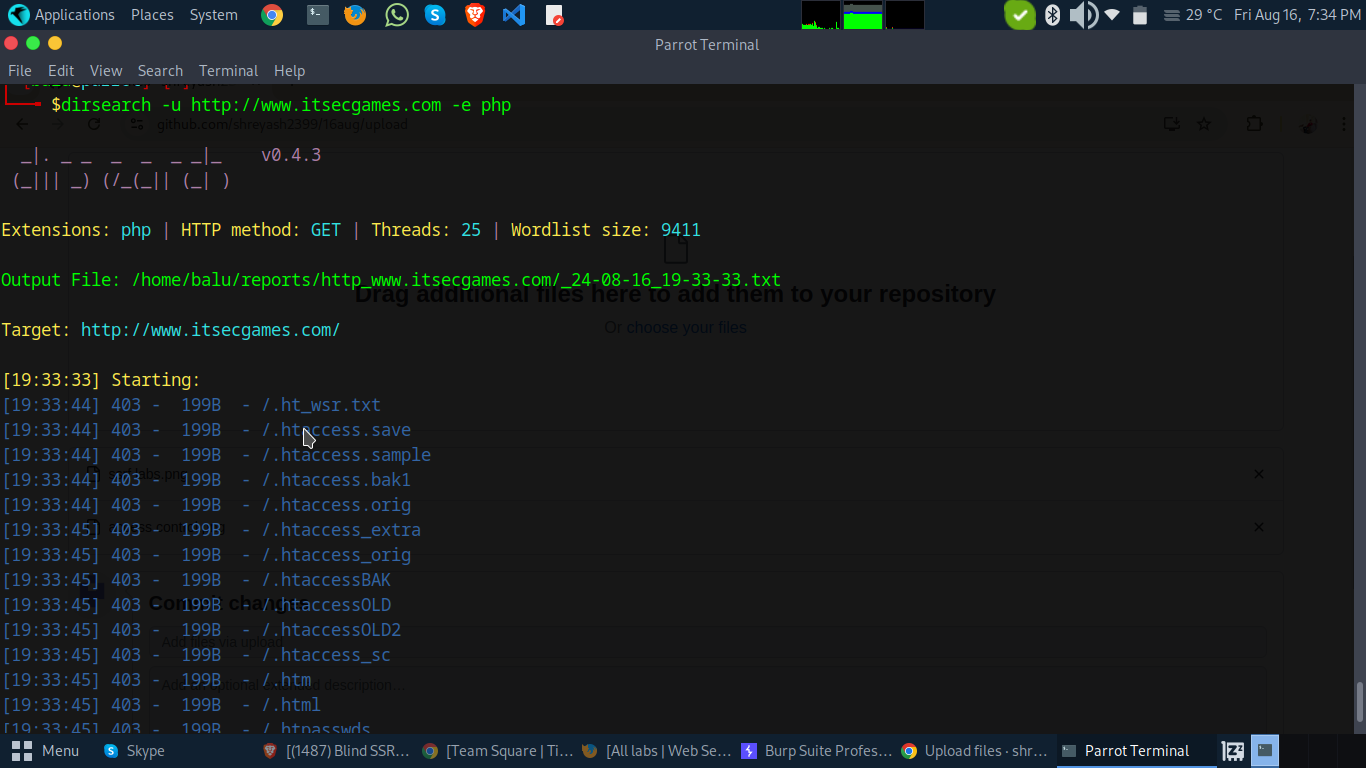 Applications Places System 29 °C Fri Aug 16, 7:34 PM
Parrot Terminal
File Edit View Search Terminal Help
$dirsearch -u http://www.itsecgames.com -e php
github.com/shreyash2399/16aug/upload
_|. _ _  _  _  _ _|_    v0.4.3
(_||| _) (/_(_|| (_| )
Extensions: php | HTTP method: GET | Threads: 25 | Wordlist size: 9411
Output File: /home/balu/reports/http_www.itsecgames.com/_24-08-16_19-33-33.txt
Drag additional files here to add them to your repository
Or choose your files
Target: http://www.itsecgames.com/
[19:33:33] Starting:
[19:33:44] 403 -  199B  - /.ht_wsr.txt
[19:33:44] 403 -  199B  - /.htaccess.save
[19:33:44] 403 -  199B  - /.htaccess.sample
[19:33:44] 403 -  199B  - /.htaccess.bak1
[19:33:44] 403 -  199B  - /.htaccess.orig
[19:33:45] 403 -  199B  - /.htaccess_extra
[19:33:45] 403 -  199B  - /.htaccess_orig
[19:33:45] 403 -  199B  - /.htaccessBAK
[19:33:45] 403 -  199B  - /.htaccessOLD
[19:33:45] 403 -  199B  - /.htaccessOLD2
Add files via upload
[19:33:45] 403 -  199B  - /.htaccess_sc
[19:33:45] 403 -  199B  - /.htm
[19:33:45] 403 -  199B  - /.html
[19:33:45] 403 -  199B  - /.htpasswds
Menu Skype [(1487) Blind SSR... [Team Square | Ti... [All labs | Web Se... Burp Suite Profes... Upload files · shr... Parrot Terminal